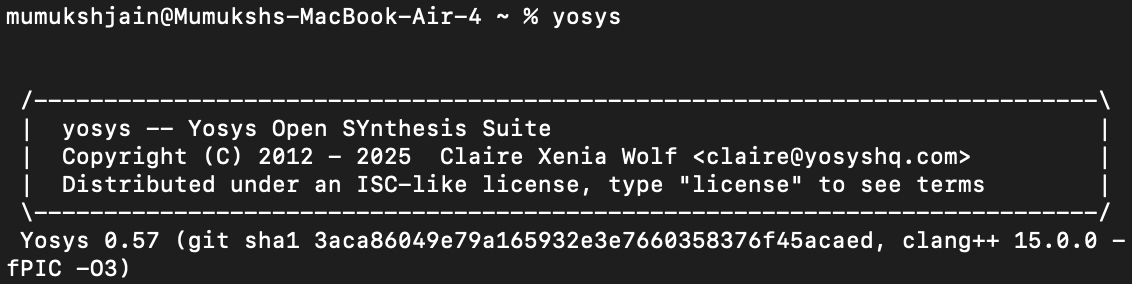 mumukshjain@Mumukshs-MacBook-Air-4 ~ % yosys
/----------------------------------------------------------------------------\
|  yosys -- Yosys Open SYnthesis Suite                                       |
|  Copyright (C) 2012 - 2025  Claire Xenia Wolf <claire@yosyshq.com>         |
|  Distributed under an ISC-like license, type "license" to see terms        |
\----------------------------------------------------------------------------/
Yosys 0.57 (git sha1 3aca86049e79a165932e3e7660358376f45acaed, clang++ 15.0.0 -
fPIC -O3)